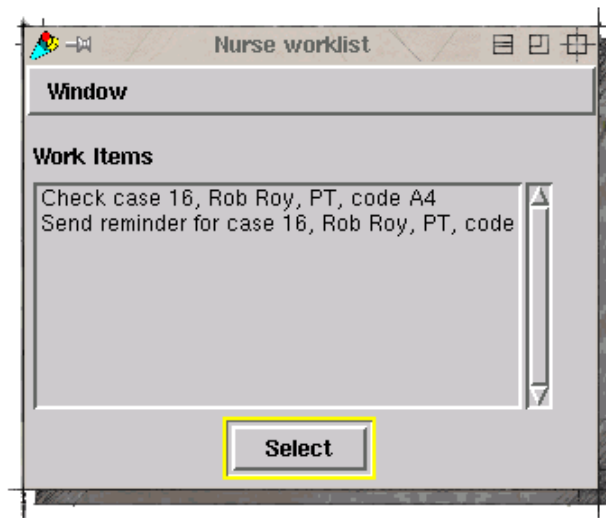 Nurse worklist
Window
Work Items
Check case 16, Rob Roy, PT, code A4
Send reminder for case 16, Rob Roy, PT, code
Select